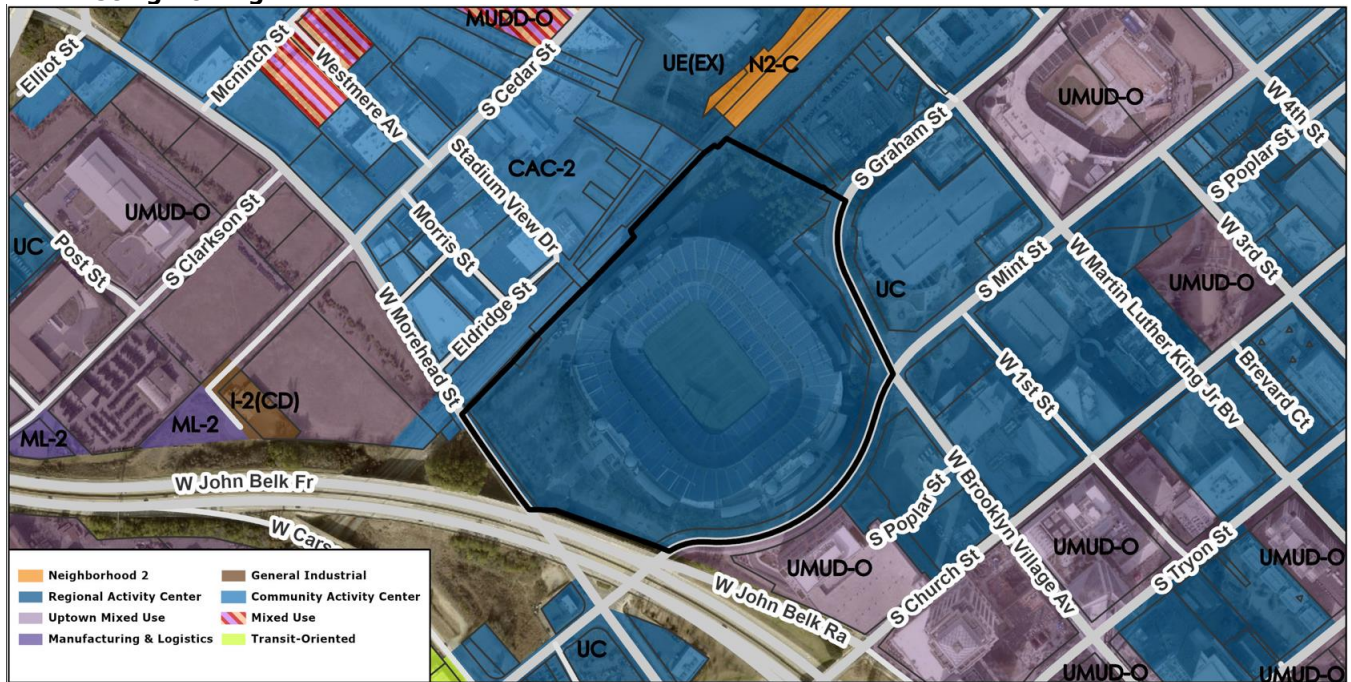 MUDD-O
Elliot St
Mcninch St
Westmere Av
S Cedar St
UE(EX)
N2-C
UMUD-O
W 4th St
S Graham St
S Poplar St
CAC-2
Stadium View Dr
UMUD-O
S Clarkson St
Morris St
W 3rd St
UC
Post St
S Mint St
UC
UMUD-O
W Martin Luther King Jr Bv
Eldridge St
W Morehead St
W 1st St
Brevard Ct
I-2(CD)
ML-2
ML-2
W John Belk Fr
S Poplar St
W Brooklyn Village Av
W Cars
UMUD-O
S Church St
UMUD-O
S Tryon St
UMUD-O
W John Belk Ra
UC
UMUD-O
UMUD-O
Neighborhood 2
General Industrial
Regional Activity Center
Community Activity Center
Uptown Mixed Use
Mixed Use
Manufacturing & Logistics
Transit-Oriented